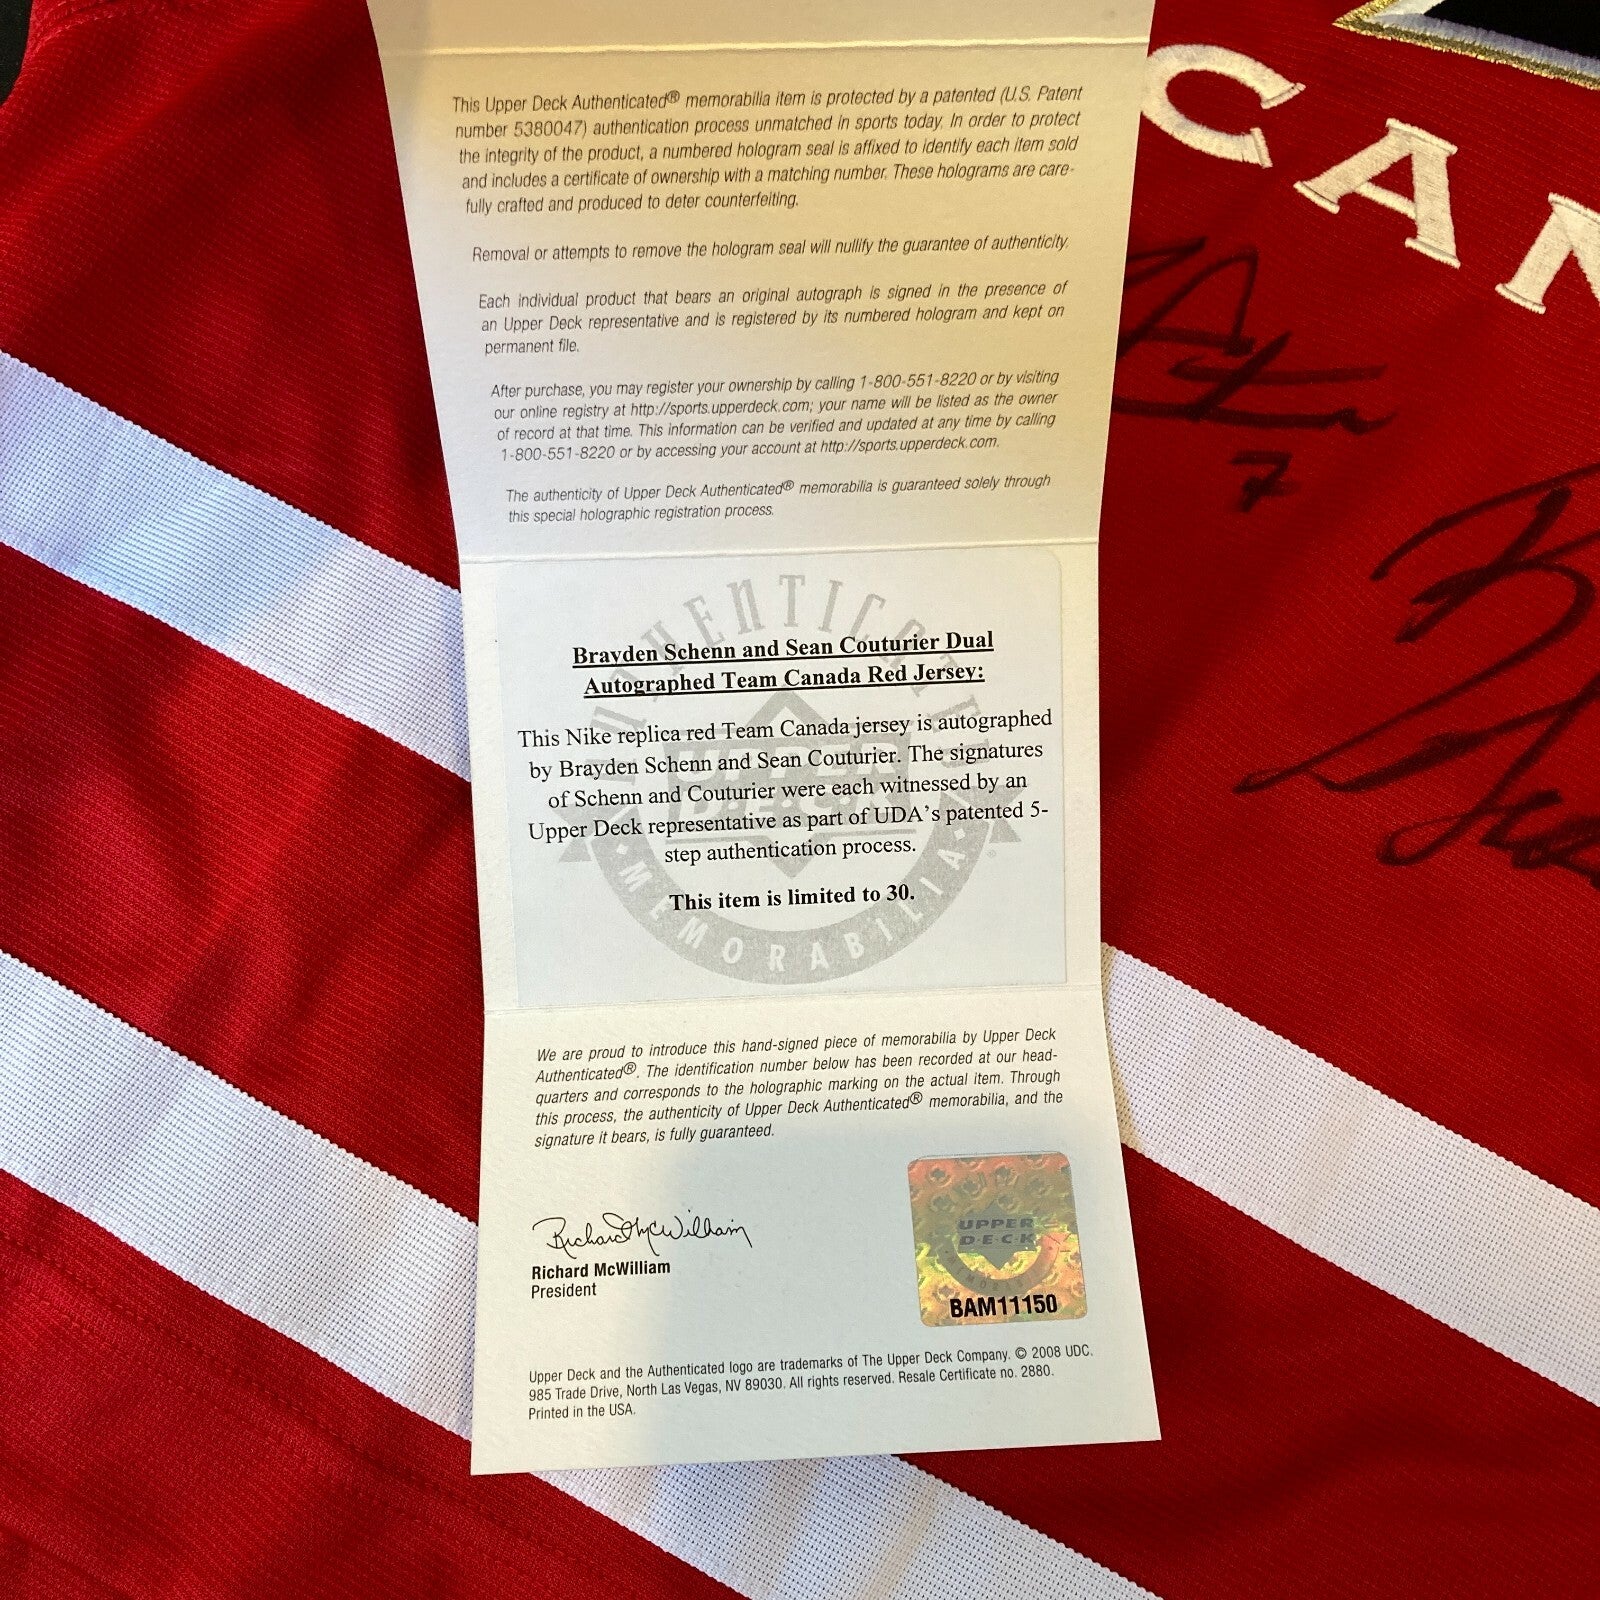 This Upper Deck Authenticated® memorabilia item is protected by a patented (U.S. Patent
number 5380047) authentication process unmatched in sports today. In order to protect
the integrity of the product, a numbered hologram seal is affixed to identify each item sold
and includes a certificate of ownership with a matching number. These holograms are care-
fully crafted and produced to deter counterfeiting.
Removal or attempts to remove the hologram seal will nullify the guarantee of authenticity.
Each individual product that bears an original autograph is signed in the presence of
an Upper Deck representative and is registered by its numbered hologram and kept on
permanent file.
After purchase, you may register your ownership by calling 1-800-551-8220 or by visiting
our online registry at http://sports.upperdeck.com; your name will be listed as the owner
of record at that time. This information can be verified and updated at any time by calling
1-800-551-8220 or by accessing your account at http://sports.upperdeck.com.
The authenticity of Upper Deck Authenticated® memorabilia is guaranteed solely through
this special holographic registration process.
Brayden Schenn and Sean Couturier Dual
Autographed Team Canada Red Jersey:
This Nike replica red Team Canada jersey is autographed
by Brayden Schenn and Sean Couturier. The signatures
of Schenn and Couturier were each witnessed by an
Upper Deck representative as part of UDA's patented 5-
step authentication process.
This item is limited to 30.
AUTHENTICATED
UPPER
DECK
MEMORABILIA
We are proud to introduce this hand-signed piece of memorabilia by Upper Deck
Authenticated®. The identification number below has been recorded at our head-
quarters and corresponds to the holographic marking on the actual item. Through
this process, the authenticity of Upper Deck Authenticated® memorabilia, and the
signature it bears, is fully guaranteed.
Richard McWilliam
Richard McWilliam
President
UPPER
D·E·C·K
BAM11150
Upper Deck and the Authenticated logo are trademarks of The Upper Deck Company. © 2008 UDC.
985 Trade Drive, North Las Vegas, NV 89030. All rights reserved. Resale Certificate no. 2880.
Printed in the USA.
CAN
7